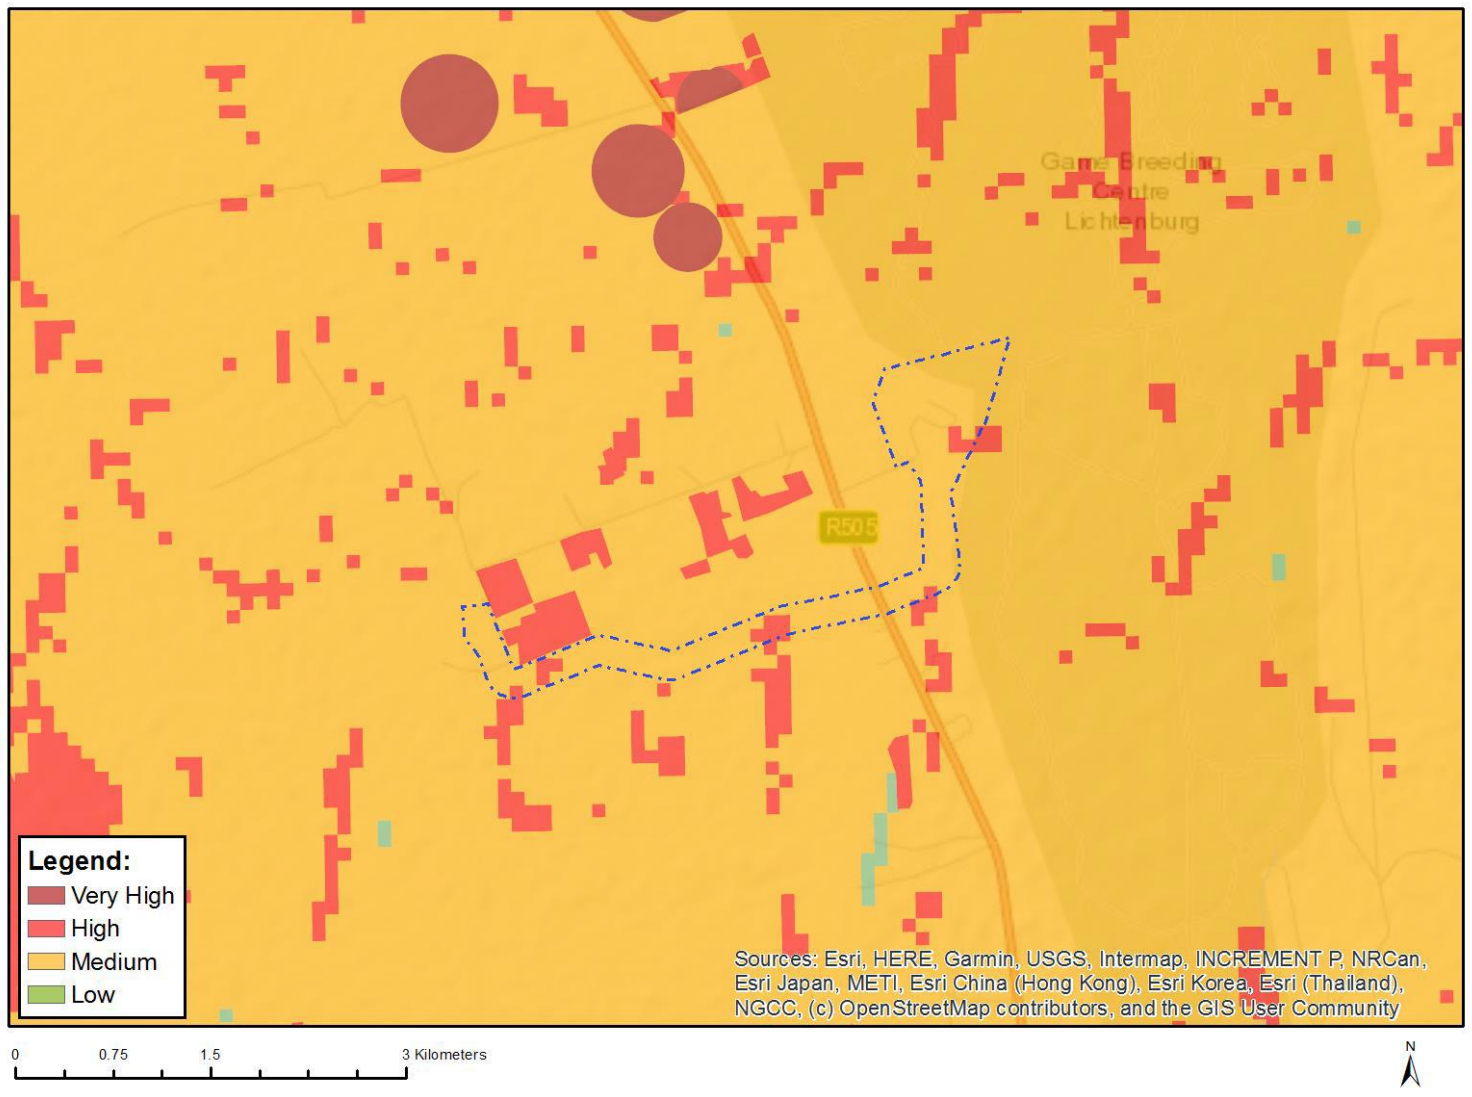 Game Breeding
Centre
Lichtenburg
R505
Legend:
Very High
High
Medium
Low
Sources: Esri, HERE, Garmin, USGS, Intermap, INCREMENT P, NRCan,
Esri Japan, METI, Esri China (Hong Kong), Esri Korea, Esri (Thailand),
NGCC, (c) OpenStreetMap contributors, and the GIS User Community
0 0.75 1.5 3 Kilometers
N